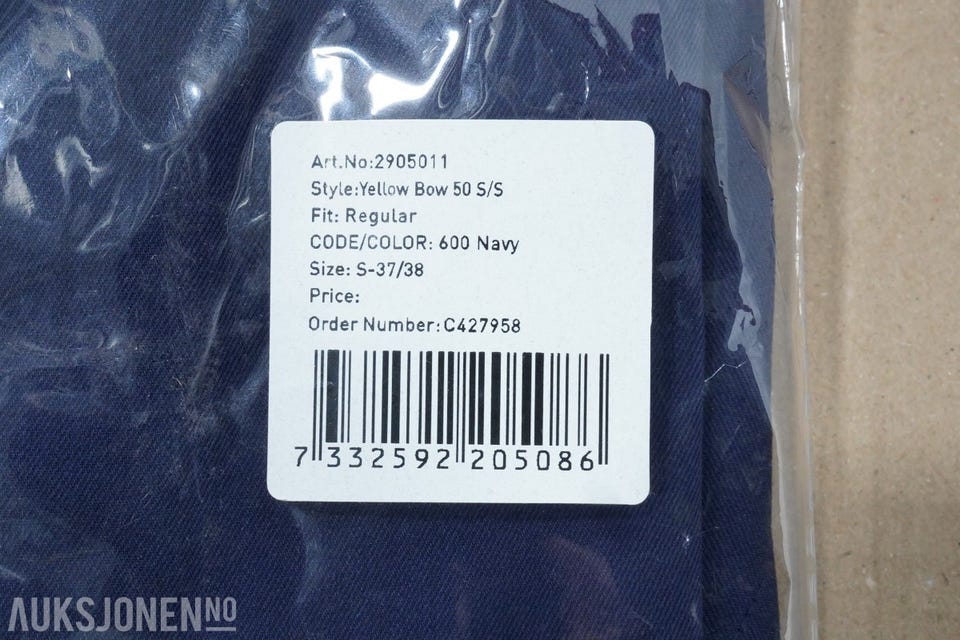 Art.No:2905011
Style:Yellow Bow 50 S/S
Fit: Regular
CODE/COLOR: 600 Navy
Size: S-37/38
Price:
Order Number:C427958
7 332592 205086
AUKSJONEN.NO